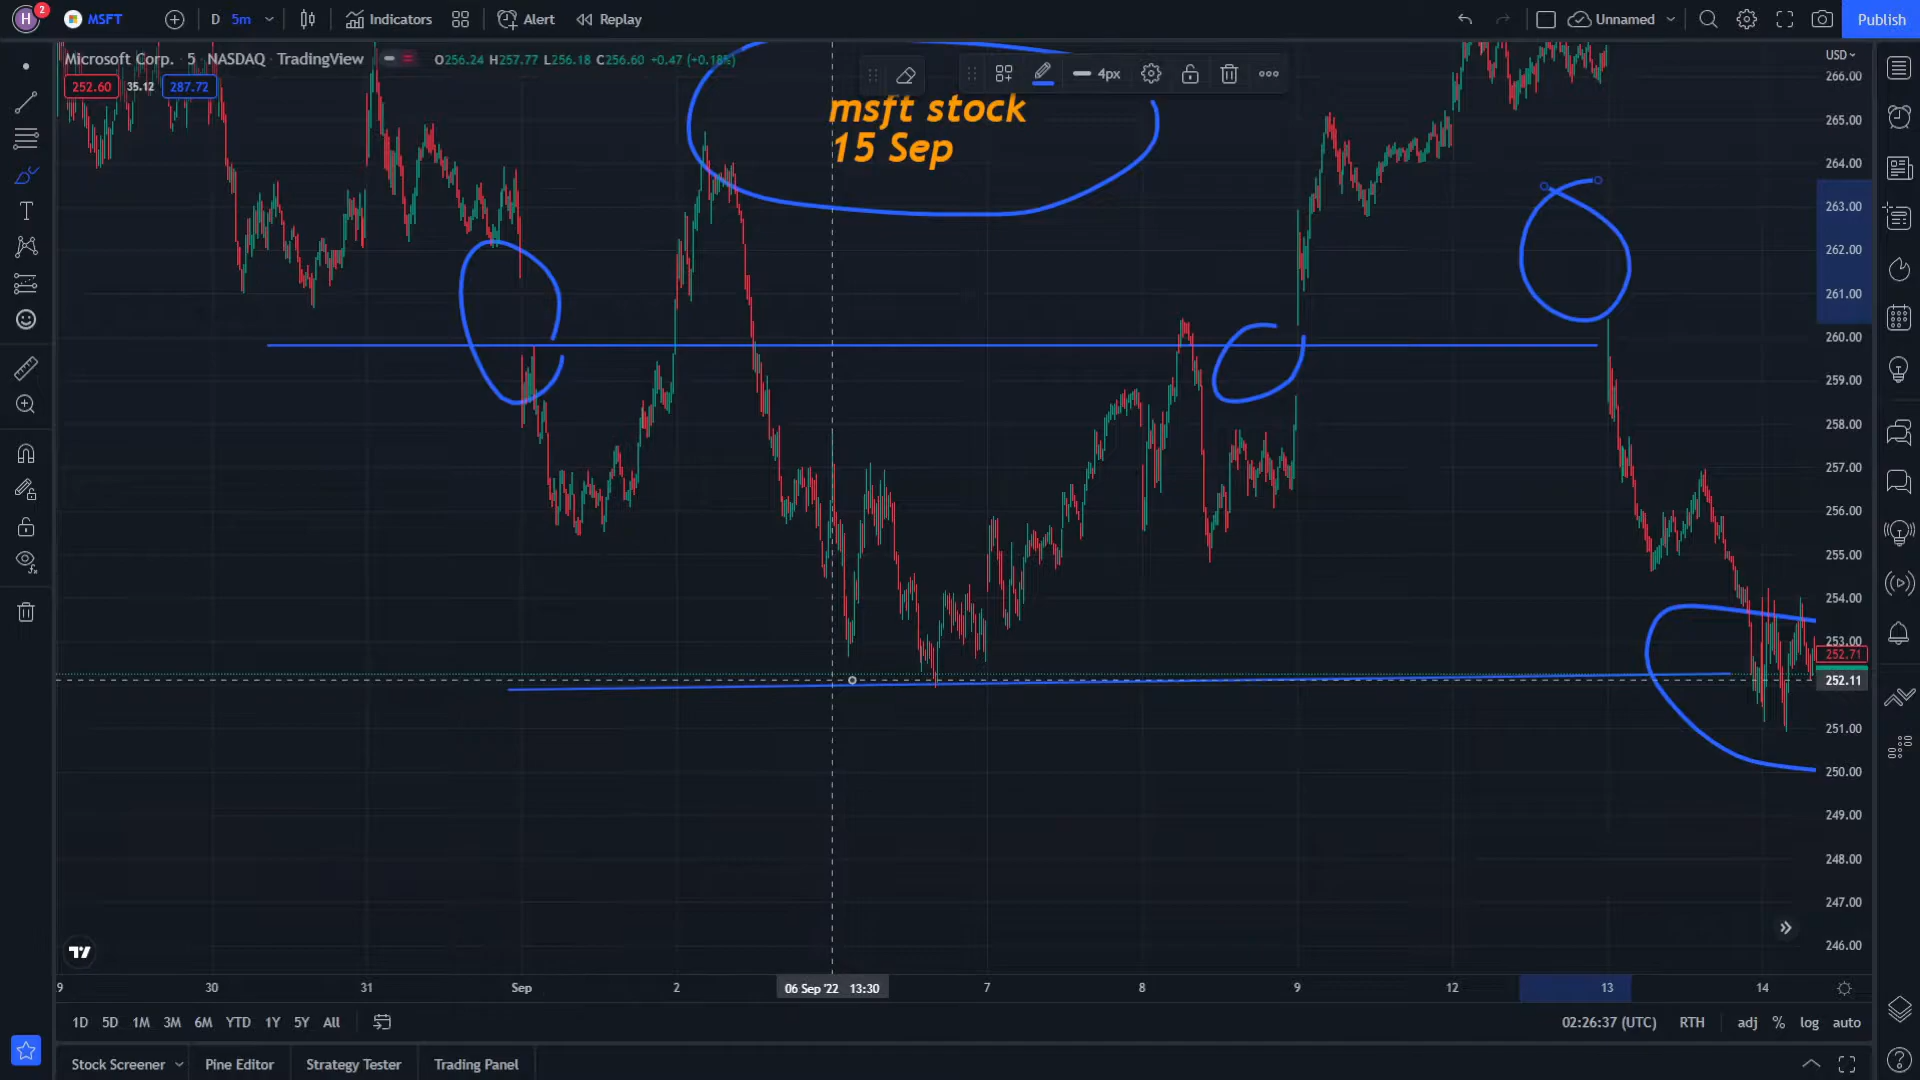 H 2 MSFT D 5m Indicators Alert Replay Unnamed Publish
Microsoft Corp. · 5 · NASDAQ · TradingView O256.24 H257.77 L256.18 C256.60 +0.47 (+0.18%)
252.60 35.12 287.72
4px
msft stock
15 Sep
USD
266.00
265.00
264.00
263.00
262.00
261.00
260.00
259.00
258.00
257.00
256.00
255.00
254.00
253.00
252.71
252.11
251.00
250.00
249.00
248.00
247.00
246.00
9 30 31 Sep 2 06 Sep '22 13:30 7 8 9 12 13 14
1D 5D 1M 3M 6M YTD 1Y 5Y All 02:26:37 (UTC) RTH adj % log auto
Stock Screener Pine Editor Strategy Tester Trading Panel